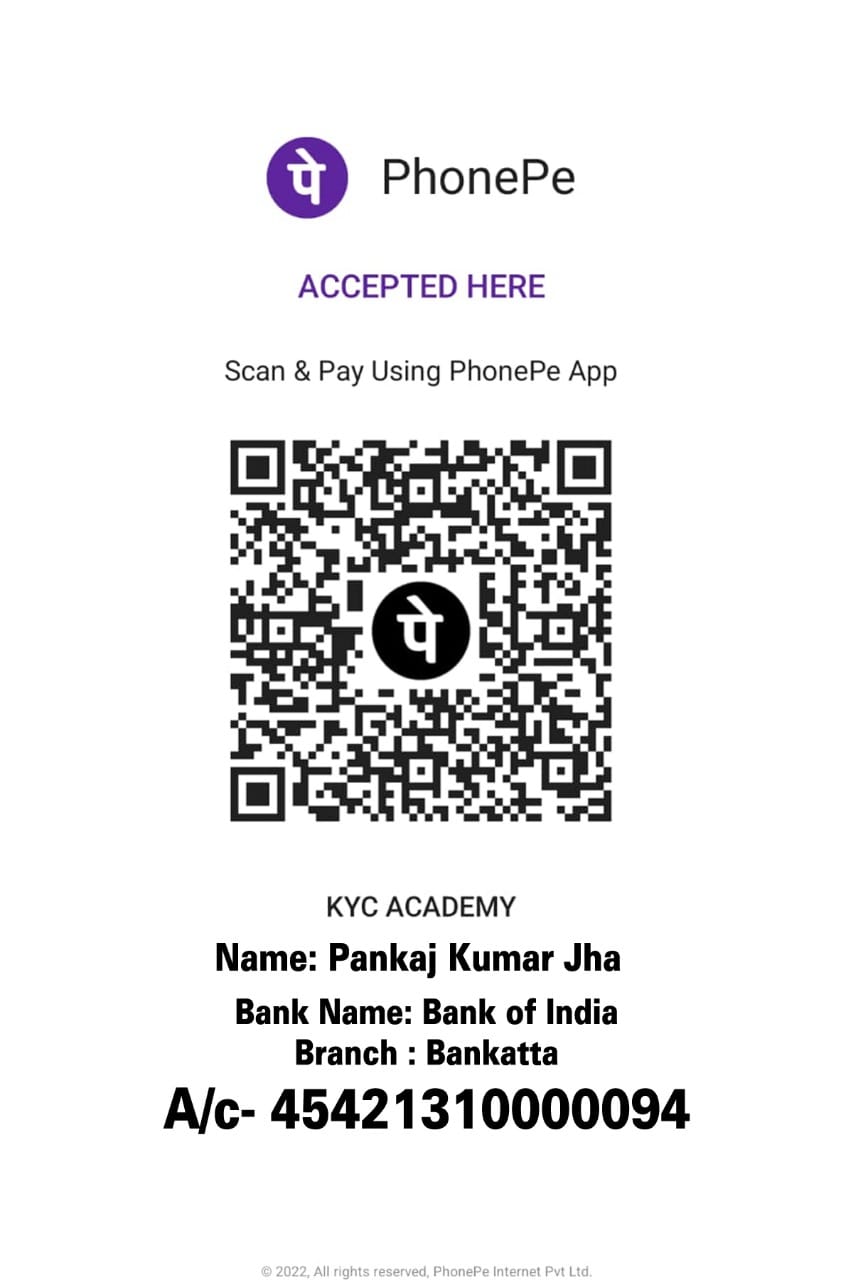 पे PhonePe
ACCEPTED HERE
Scan & Pay Using PhonePe App
पे
KYC ACADEMY
Name: Pankaj Kumar Jha
Bank Name: Bank of India
Branch : Bankatta
A/c- 45421310000094
© 2022, All rights reserved, PhonePe Internet Pvt Ltd.